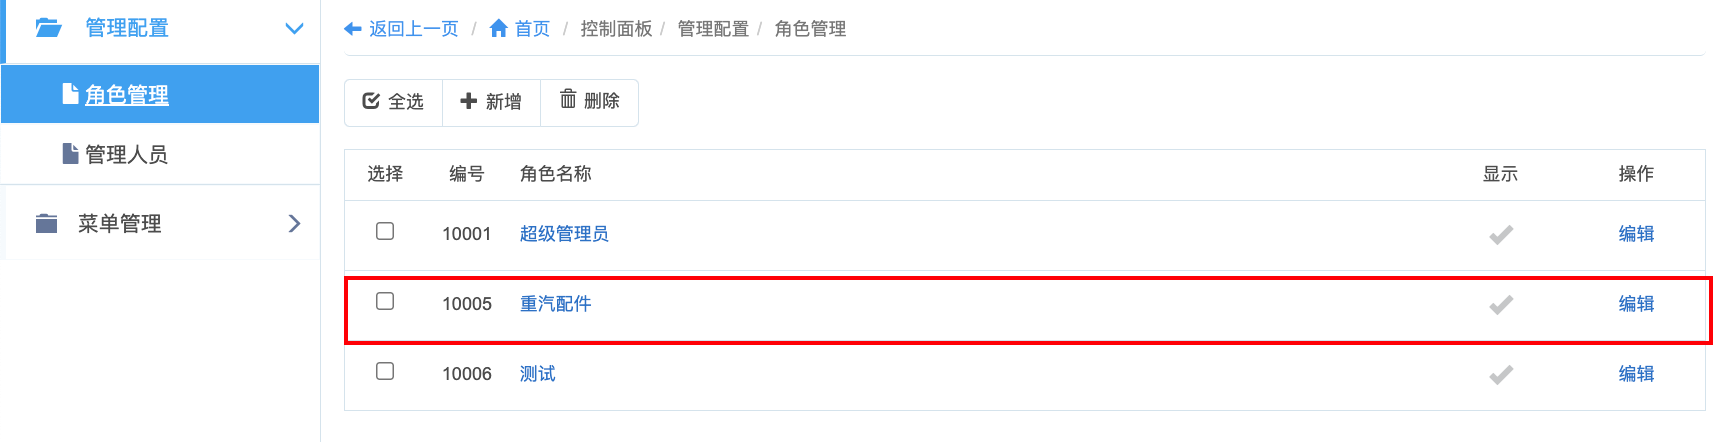 管理配置
角色管理
管理人员
菜单管理
返回上一页 / 首页 / 控制面板 / 管理配置 / 角色管理
全选 新增 删除
选择 编号 角色名称 显示 操作
10001 超级管理员 编辑
10005 重汽配件 编辑
10006 测试 编辑